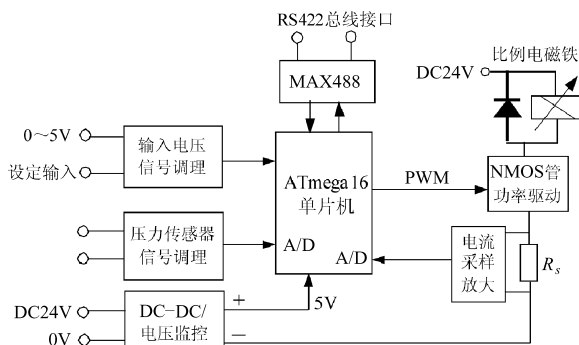 RS422总线接口
比例电磁铁
DC24V
MAX488
0～5V
设定输入
输入电压
信号调理
ATmega16
单片机
PWM
NMOS管
功率驱动
压力传感器
信号调理
A/D
A/D
电流
采样
放大
Rs
DC24V
0V
DC-DC/
电压监控
+
5V
—